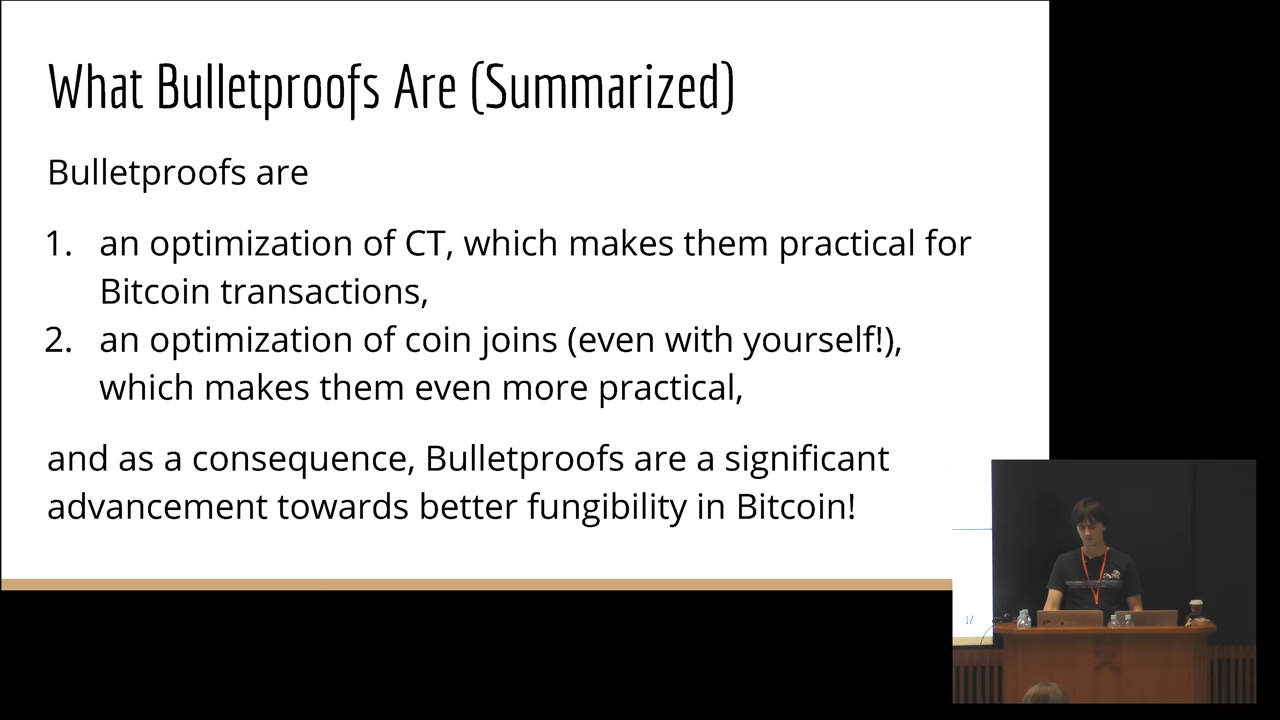 What Bulletproofs Are (Summarized)
Bulletproofs are
1. an optimization of CT, which makes them practical for
Bitcoin transactions,
2. an optimization of coin joins (even with yourself!),
which makes them even more practical,
and as a consequence, Bulletproofs are a significant
advancement towards better fungibility in Bitcoin!
12